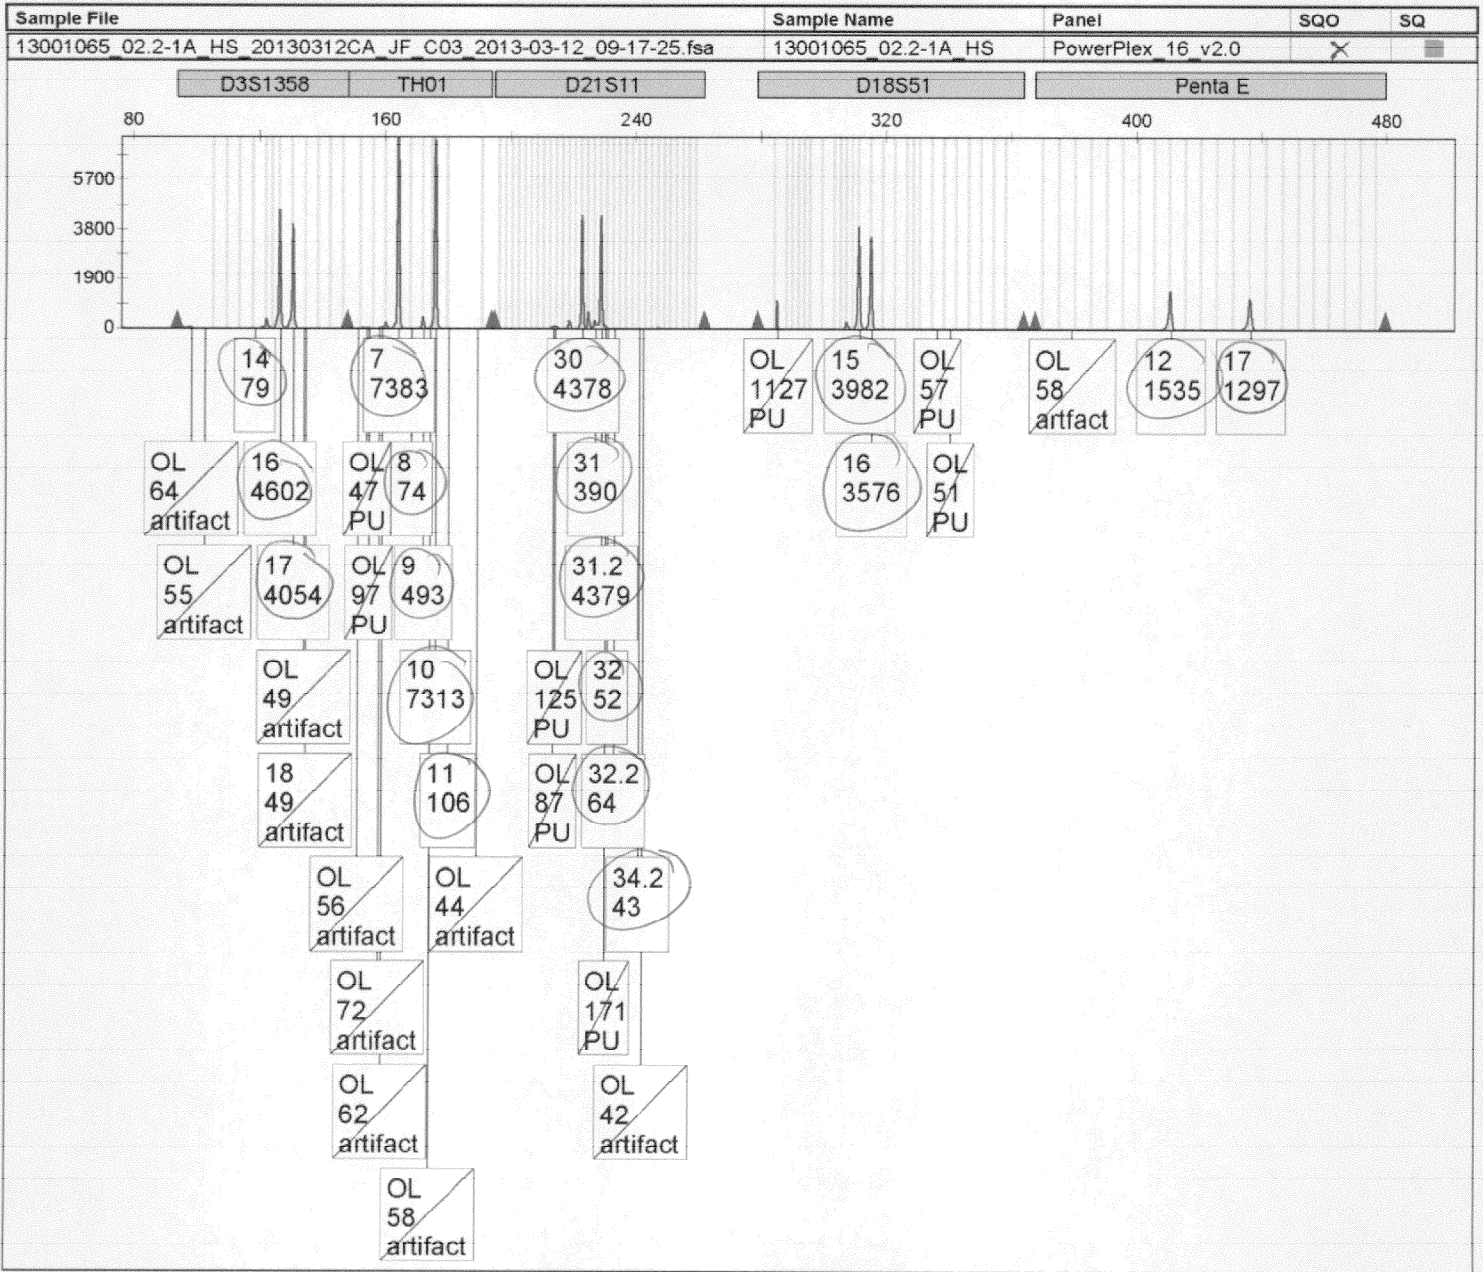 Sample File Sample Name Panel SQO SQ
13001065_02.2-1A_HS_20130312CA_JF_C03_2013-03-12_09-17-25.fsa 13001065_02.2-1A_HS PowerPlex_16_v2.0
D3S1358 TH01 D21S11 D18S51 Penta E
80 160 240 320 400 480
5700
3800
1900
0
14
79
7
7383
30
4378
OL
1127
PU
15
3982
OL
57
PU
OL
58
artfact
12
1535
17
1297
OL
64
artifact
16
4602
OL
47
PU
8
74
31
390
16
3576
OL
51
PU
OL
55
artifact
17
4054
OL
97
PU
9
493
31.2
4379
OL
49
artifact
10
7313
OL
125
PU
32
52
18
49
artifact
11
106
OL
87
PU
32.2
64
OL
56
artifact
OL
44
artifact
34.2
43
OL
72
artifact
OL
171
PU
OL
62
artifact
OL
42
artifact
OL
58
artifact